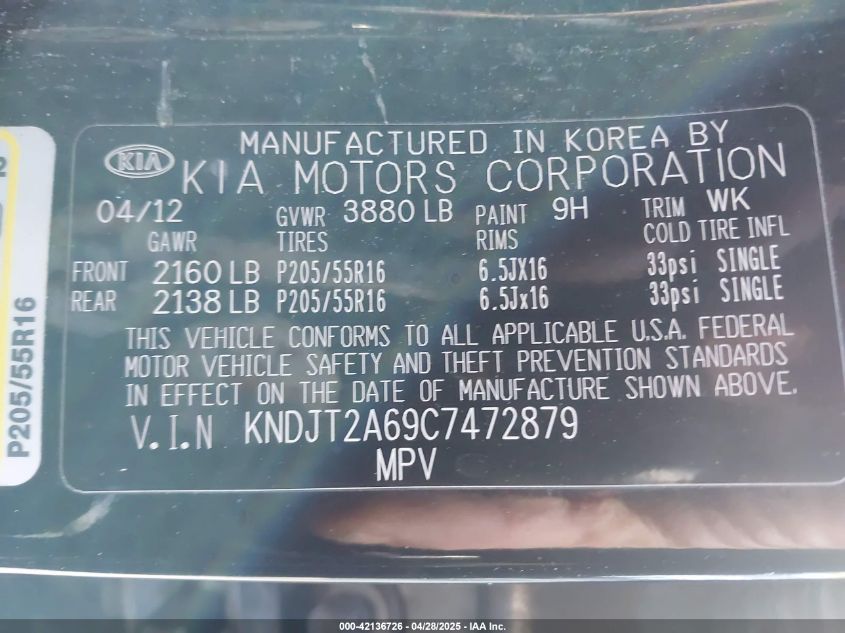 MANUFACTURED IN KOREA BY
KIA KIA MOTORS CORPORATION
04/12 GVWR 3880 LB PAINT 9H TRIM WK
GAWR TIRES RIMS COLD TIRE INFL
FRONT 2160 LB P205/55R16 6.5JX16 33psi SINGLE
REAR 2138 LB P205/55R16 6.5Jx16 33psi SINGLE
THIS VEHICLE CONFORMS TO ALL APPLICABLE U.S.A. FEDERAL
MOTOR VEHICLE SAFETY AND THEFT PREVENTION STANDARDS
IN EFFECT ON THE DATE OF MANUFACTURE SHOWN ABOVE.
V.I.N KNDJT2A69C7472879
MPV
P205/55R16
000-42136726 - 04/28/2025 - IAA Inc.